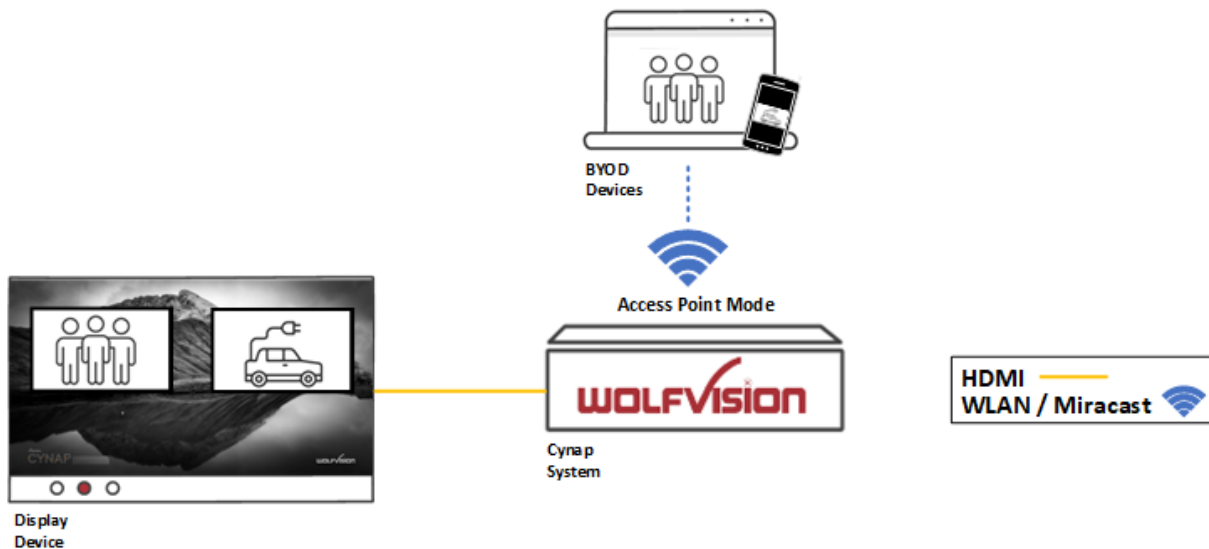 BYOD
Devices
Access Point Mode
WOLFVISION
Cynap
System
CYNAP
WOLFVISION
Display
Device
HDMI
WLAN / Miracast